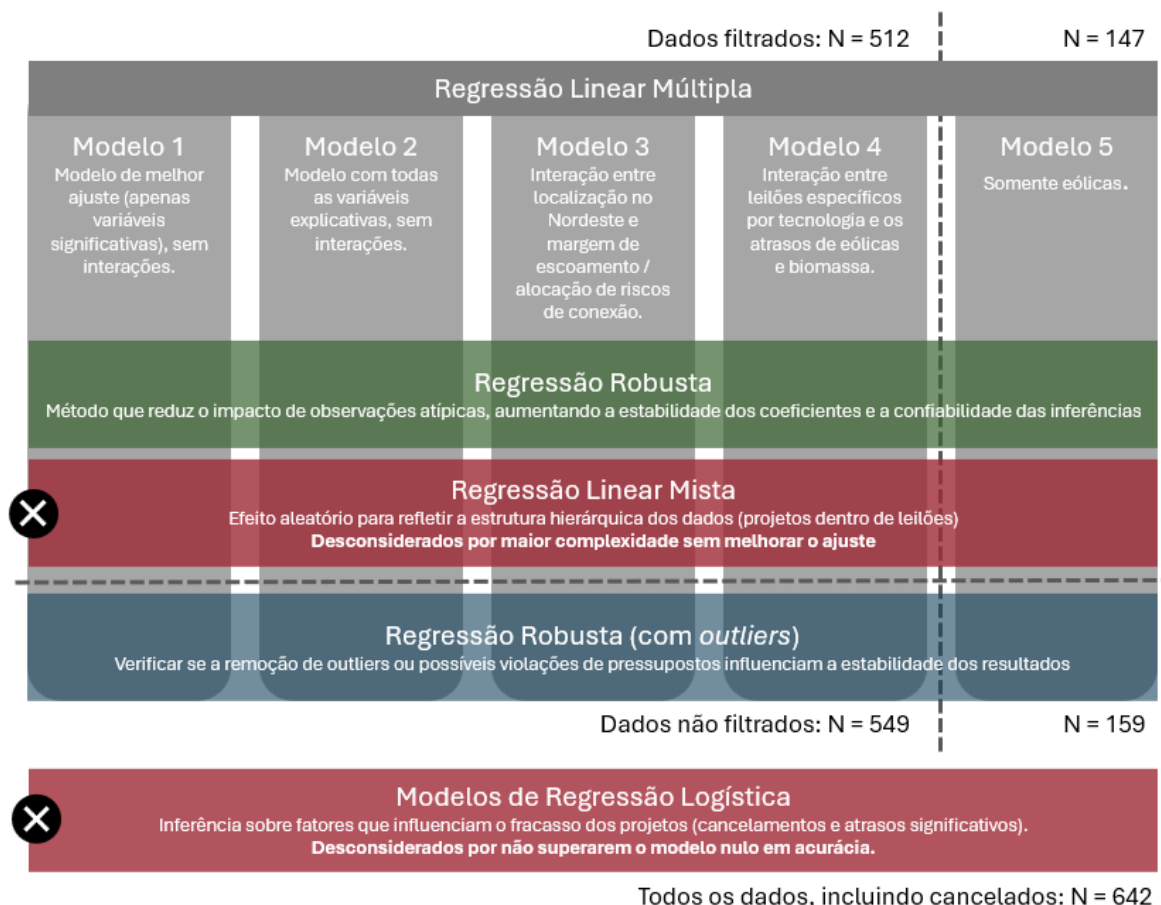 Dados filtrados: N = 512
N = 147
Regressão Linear Múltipla
Modelo 1
Modelo de melhor
ajuste (apenas
variáveis
significativas), sem
interações.
Modelo 2
Modelo com todas
as variáveis
explicativas, sem
interações.
Modelo 3
Interação entre
localização no
Nordeste e
margem de
escoamento /
alocação de riscos
de conexão.
Modelo 4
Interação entre
leilões específicos
por tecnologia e os
atrasos de eólicas
e biomassa.
Modelo 5
Somente eólicas.
Regressão Robusta
Método que reduz o impacto de observações atípicas, aumentando a estabilidade dos coeficientes e a confiabilidade das inferências
Regressão Linear Mista
Efeito aleatório para refletir a estrutura hierárquica dos dados (projetos dentro de leilões)
Desconsiderados por maior complexidade sem melhorar o ajuste
Regressão Robusta (com outliers)
Verificar se a remoção de outliers ou possíveis violações de pressupostos influenciam a estabilidade dos resultados
Dados não filtrados: N = 549
N = 159
Modelos de Regressão Logística
Inferência sobre fatores que influenciam o fracasso dos projetos (cancelamentos e atrasos significativos).
Desconsiderados por não superarem o modelo nulo em acurácia.
Todos os dados, incluindo cancelados: N = 642